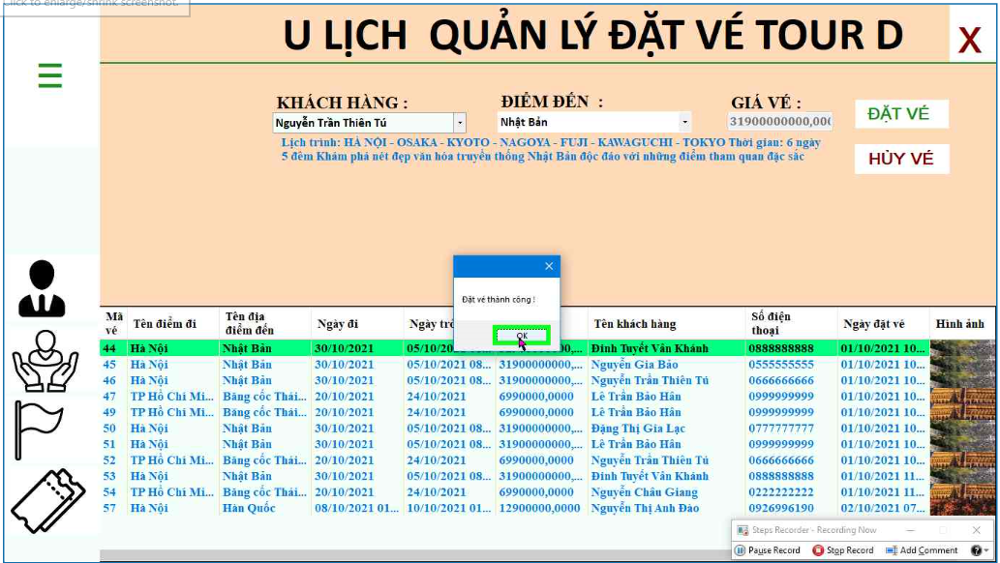 Click to enlarge/shrink screenshot.
U LỊCH QUẢN LÝ ĐẶT VÉ TOUR D
X
KHÁCH HÀNG :
ĐIỂM ĐẾN :
GIÁ VÉ :
Nguyễn Trần Thiên Tú
Nhật Bản
31900000000,00(
ĐẶT VÉ
HỦY VÉ
Lịch trình: HÀ NỘI - OSAKA - KYOTO - NAGOYA - FUJI - KAWAGUCHI - TOKYO Thời gian: 6 ngày
5 đêm Khám phá nét đẹp văn hóa truyền thống Nhật Bản độc đáo với những điểm tham quan đặc sắc
Đặt vé thành công !
OK
Mã vé Tên điểm đi Tên địa điểm đến Ngày đi Ngày trở Tên khách hàng Số điện thoại Ngày đặt vé Hình ảnh
44 Hà Nội Nhật Bản 30/10/2021 05/10/20 Đinh Tuyết Vân Khánh 0888888888 01/10/2021 10...
45 Hà Nội Nhật Bản 30/10/2021 05/10/2021 08... 31900000000,... Nguyễn Gia Bảo 0555555555 01/10/2021 10...
46 Hà Nội Nhật Bản 30/10/2021 05/10/2021 08... 31900000000,... Nguyễn Trần Thiên Tú 0666666666 01/10/2021 10...
47 TP Hồ Chí Mi... Băng cốc Thái... 20/10/2021 24/10/2021 6990000,0000 Lê Trần Bảo Hân 0999999999 01/10/2021 10...
49 TP Hồ Chí Mi... Băng cốc Thái... 20/10/2021 24/10/2021 6990000,0000 Lê Trần Bảo Hân 0999999999 01/10/2021 10...
50 Hà Nội Nhật Bản 30/10/2021 05/10/2021 08... 31900000000,... Đặng Thị Gia Lạc 0777777777 01/10/2021 10...
51 Hà Nội Nhật Bản 30/10/2021 05/10/2021 08... 31900000000,... Lê Trần Bảo Hân 0999999999 01/10/2021 10...
52 TP Hồ Chí Mi... Băng cốc Thái... 20/10/2021 24/10/2021 6990000,0000 Nguyễn Trần Thiên Tú 0666666666 01/10/2021 10...
53 Hà Nội Nhật Bản 30/10/2021 05/10/2021 08... 31900000000,... Đinh Tuyết Vân Khánh 0888888888 01/10/2021 11...
54 TP Hồ Chí Mi... Băng cốc Thái... 20/10/2021 24/10/2021 6990000,0000 Nguyễn Châu Giang 0222222222 01/10/2021 11...
57 Hà Nội Hàn Quốc 08/10/2021 01... 10/10/2021 01... 12900000,0000 Nguyễn Thị Anh Đào 0926996190 02/10/2021 07...
Steps Recorder - Recording Now
Pause Record Stop Record Add Comment